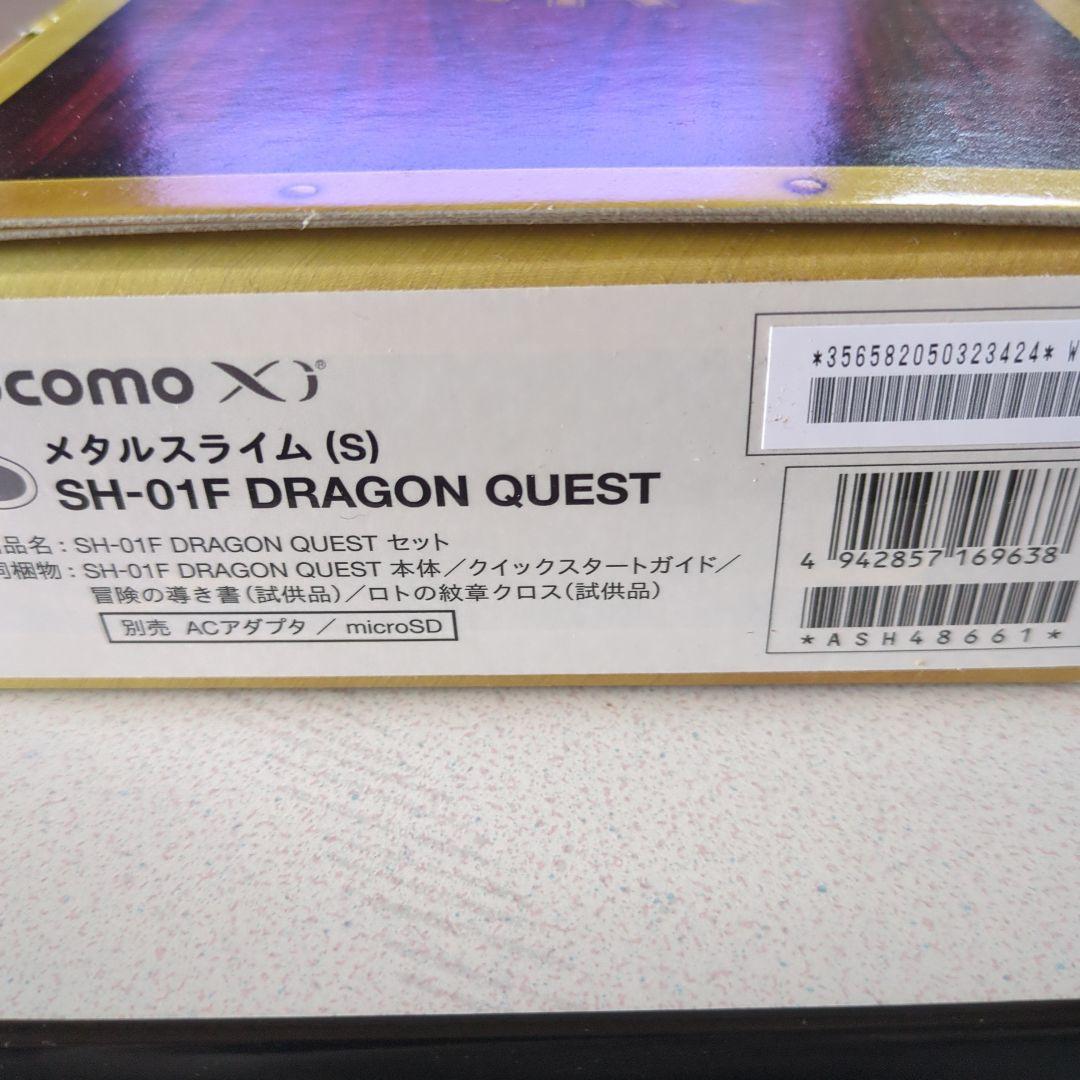 docomo Xi®
メタルスライム (S)
SH-01F DRAGON QUEST
品名：SH-01F DRAGON QUEST セット
同梱物：SH-01F DRAGON QUEST 本体／クイックスタートガイド／
冒険の導き書（試供品）／ロトの紋章クロス（試供品）
別売 ACアダプタ ／ microSD
*356582050323424* W
4 942857 169638
*ASH48661*